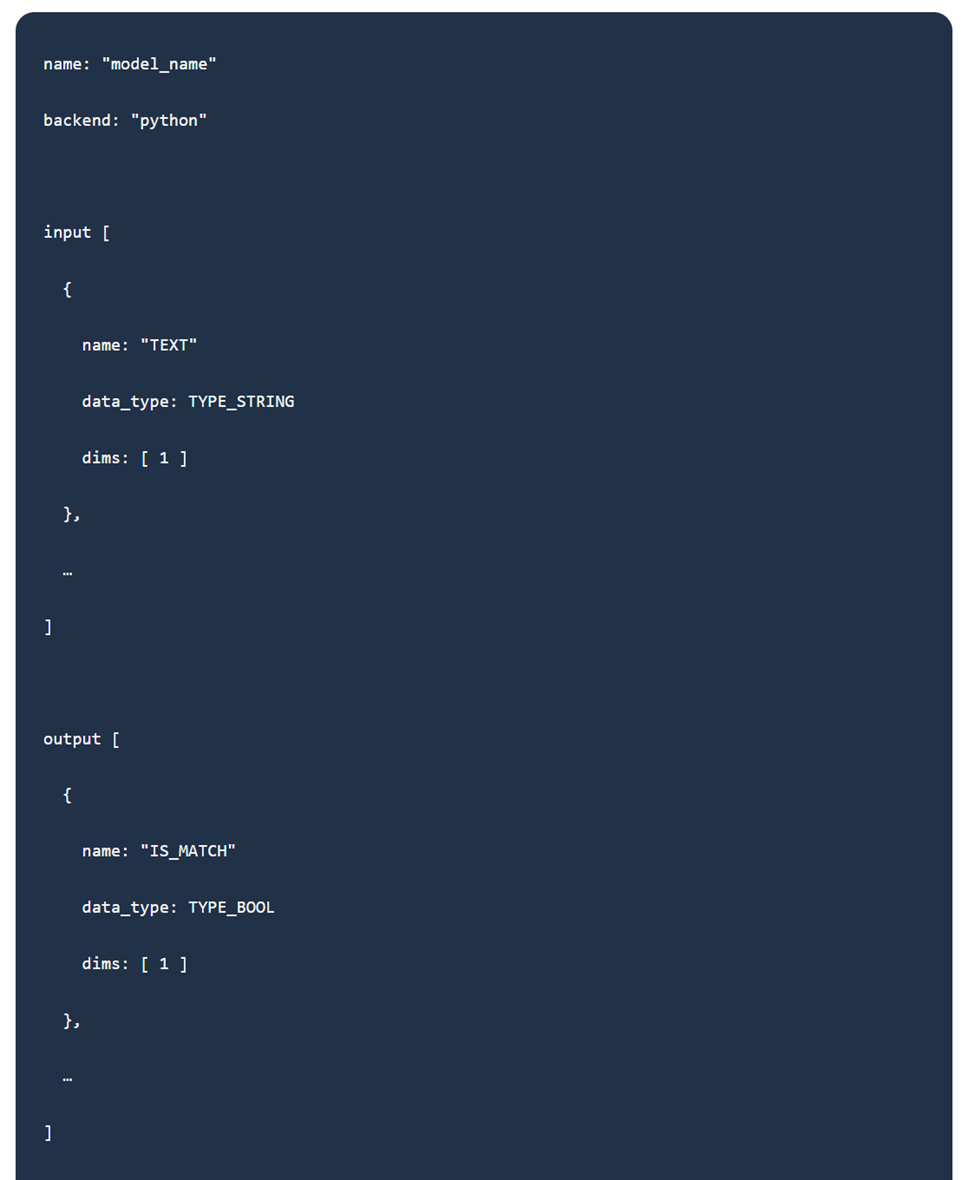 name: "model_name"
backend: "python"
input [
{
name: "TEXT"
data_type: TYPE_STRING
dims: [ 1 ]
},
…
]
output [
{
name: "IS_MATCH"
data_type: TYPE_BOOL
dims: [ 1 ]
},
…
]